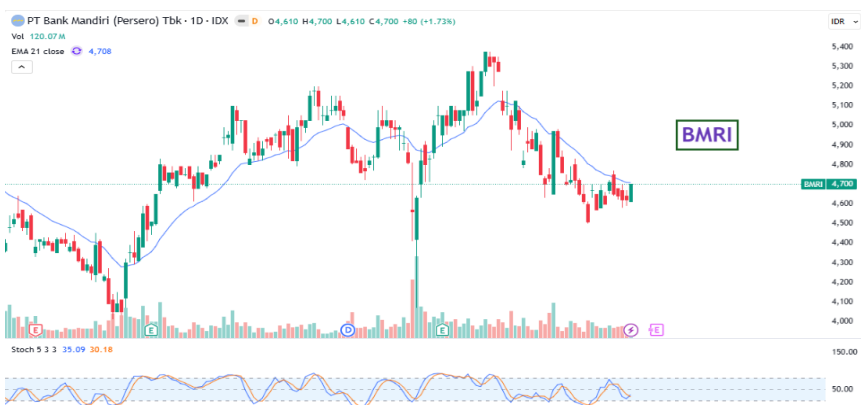 PT Bank Mandiri (Persero) Tbk · 1D · IDX D O4,610 H4,700 L4,610 C4,700 +80 (+1.73%)
IDR
Vol 120.07 M
EMA 21 close 4,708
5,400
5,300
5,200
5,100
5,000
4,900
4,800
BMRI
BMRI 4,700
4,600
4,500
4,400
4,300
4,200
4,100
4,000
E E D E E
Stoch 5 3 3 35.09 30.18
150.00
50.00